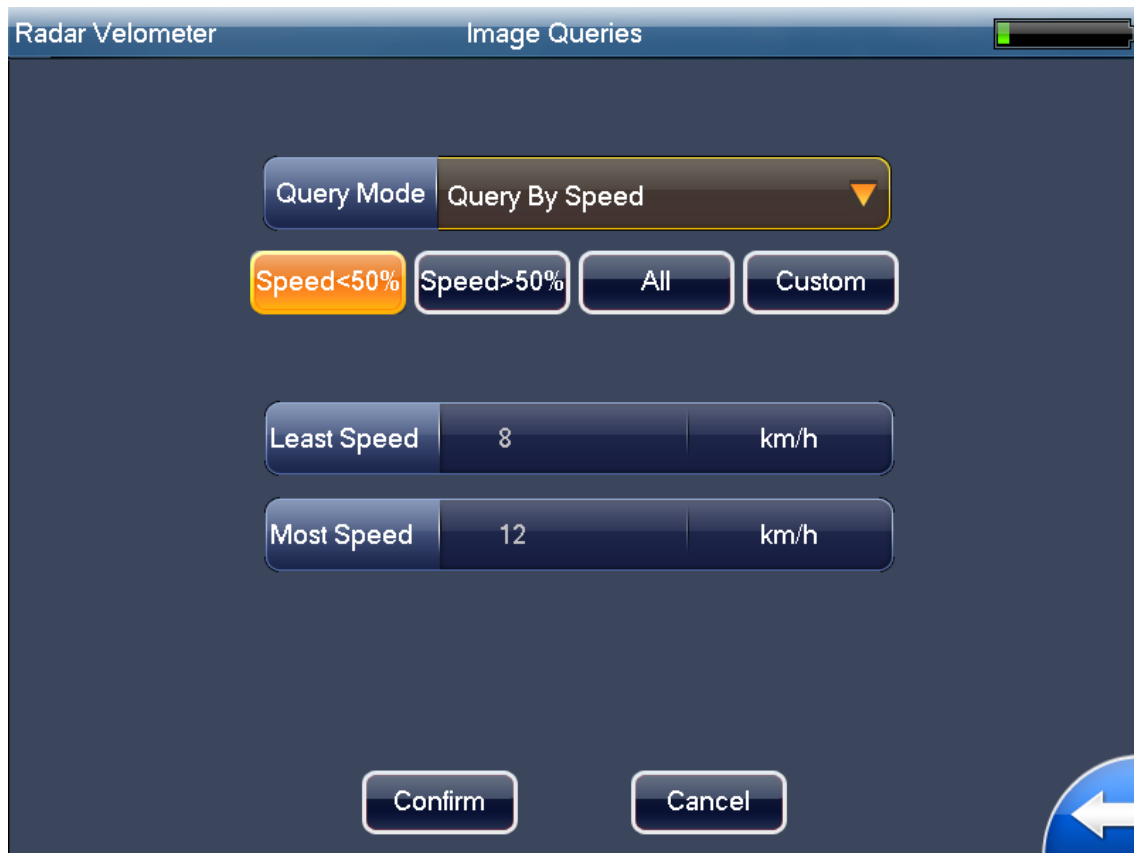 Radar Velometer Image Queries
Query Mode Query By Speed
Speed<50% Speed>50% All Custom
Least Speed 8 km/h
Most Speed 12 km/h
Confirm Cancel